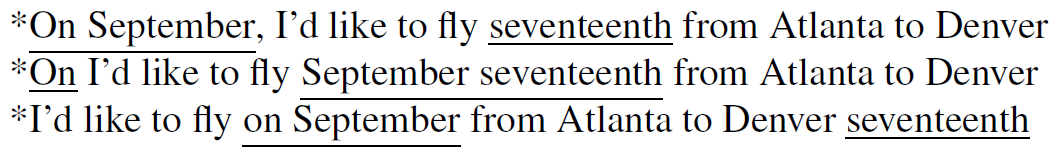 *On September, I’d like to fly seventeenth from Atlanta to Denver
*On I’d like to fly September seventeenth from Atlanta to Denver
*I’d like to fly on September from Atlanta to Denver seventeenth